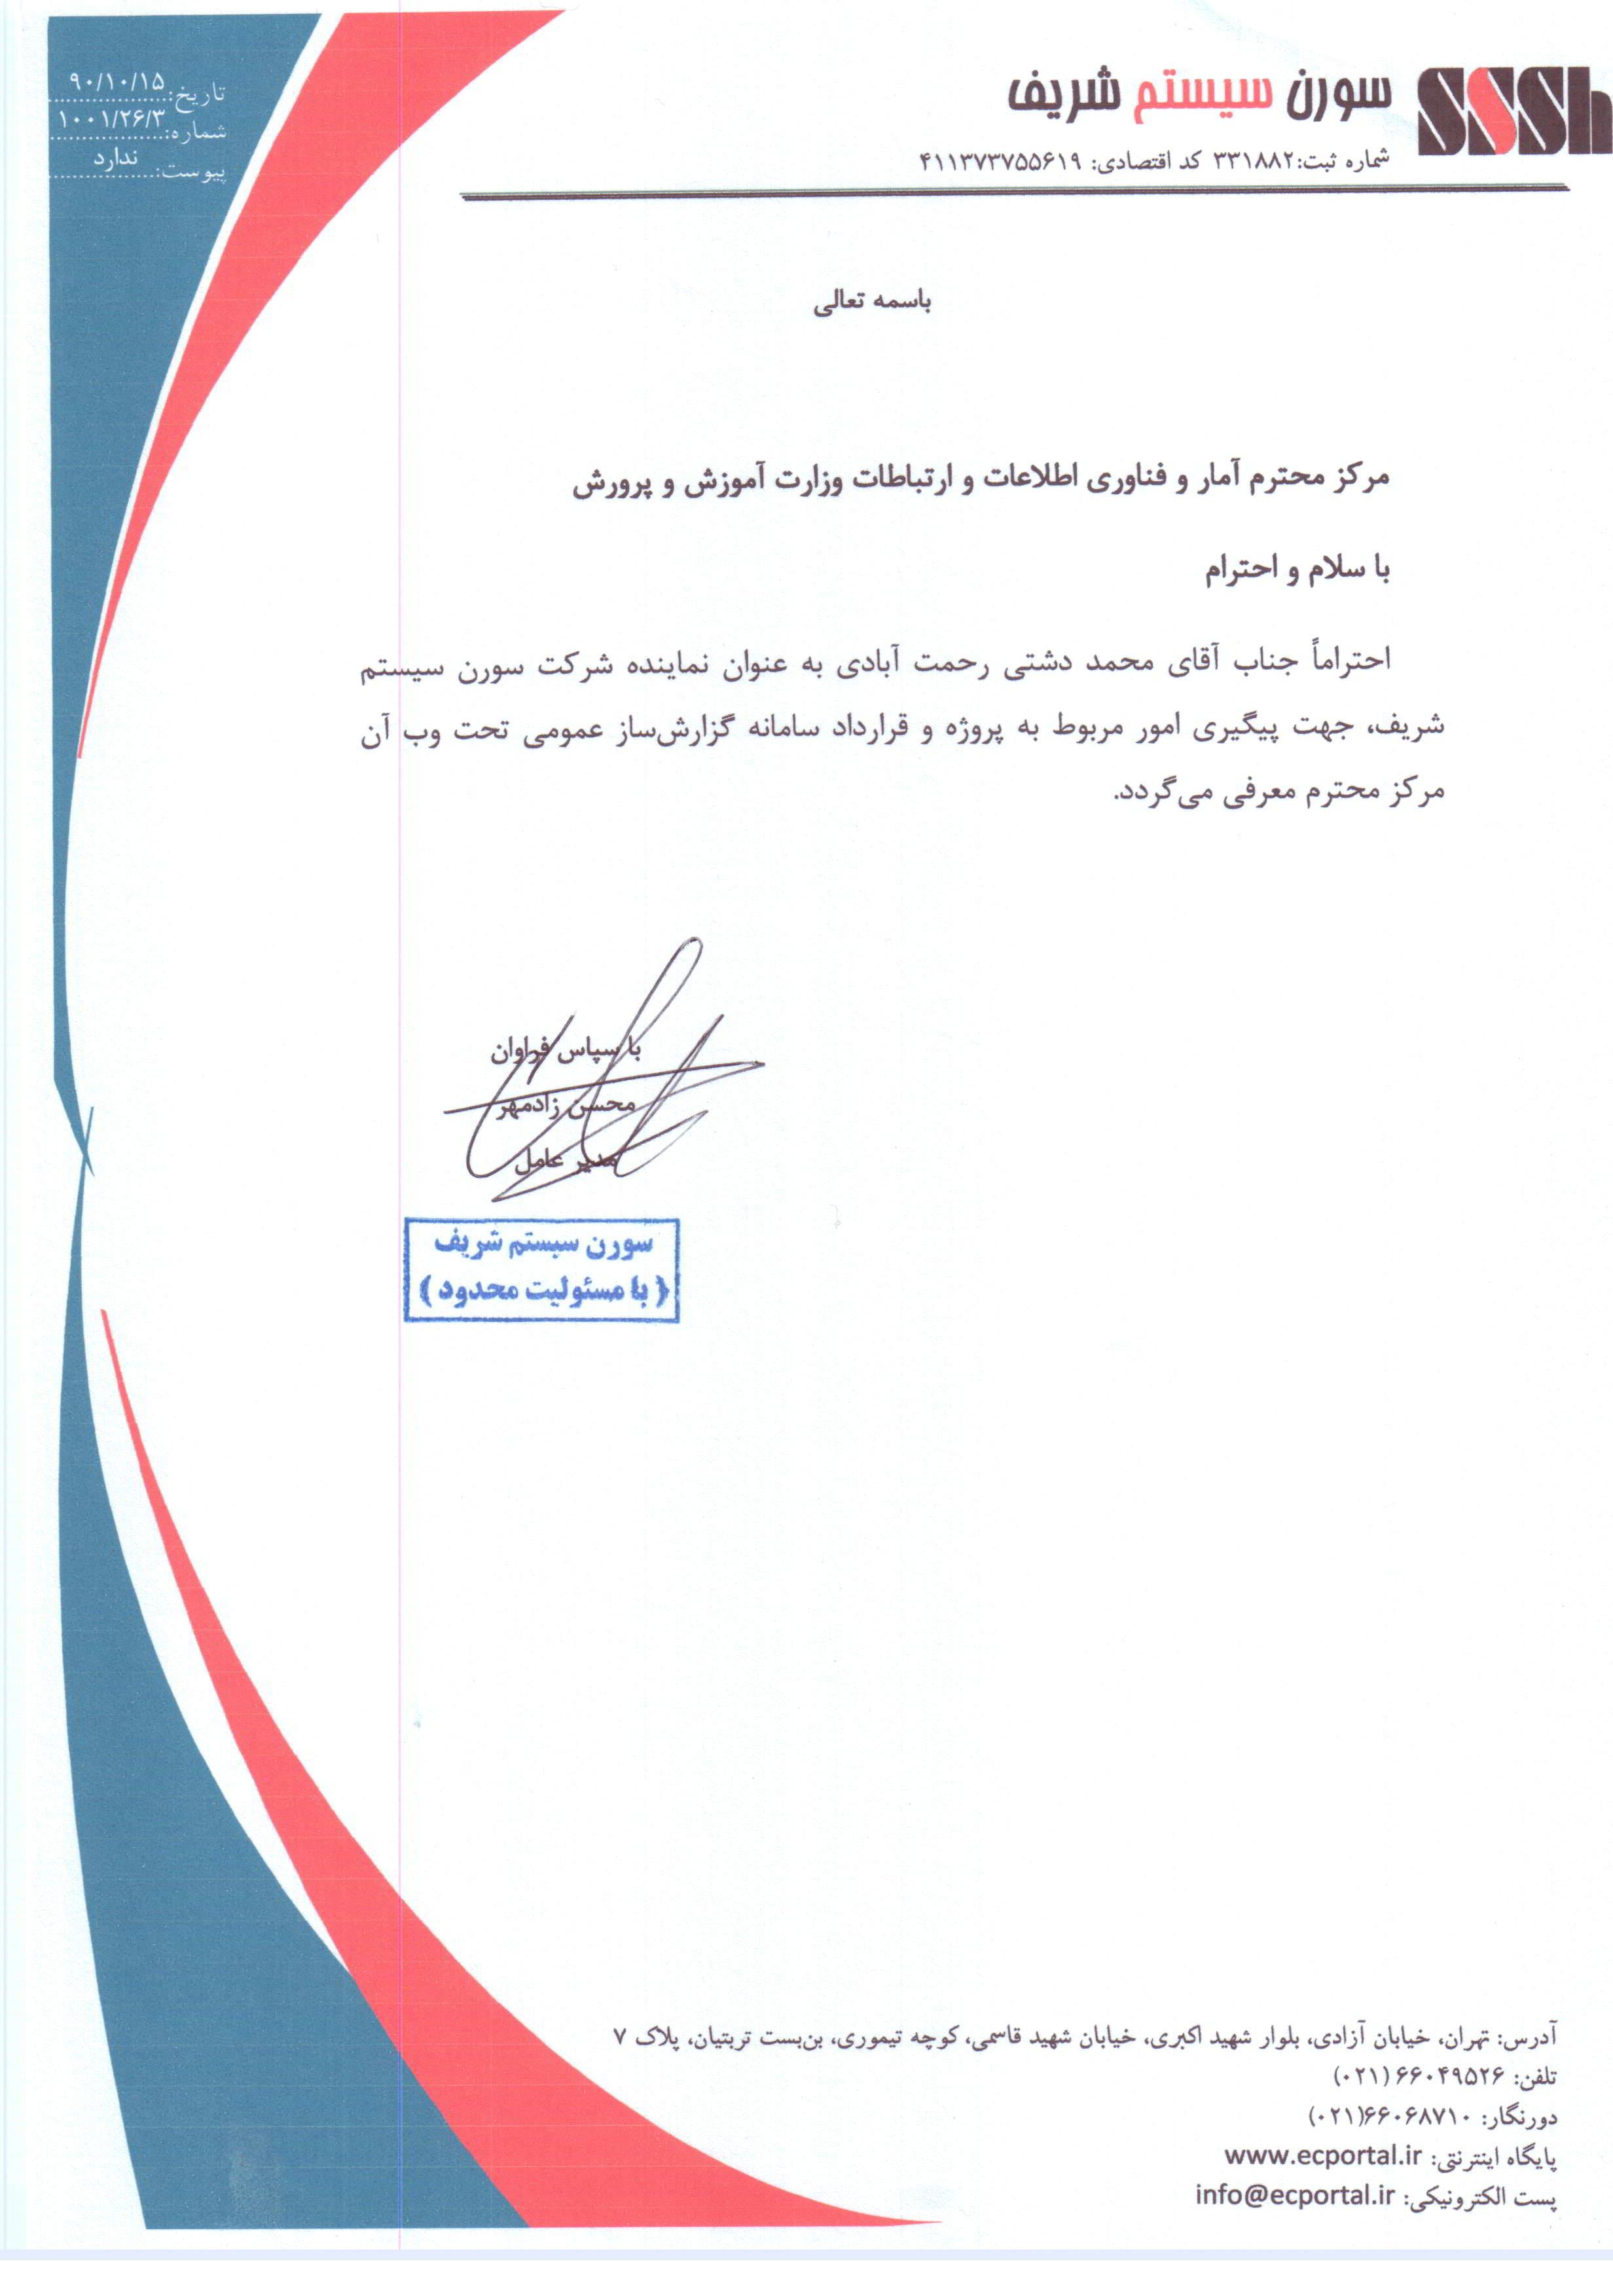 تاریخ: ۹۰/۱۰/۱۵
شماره: ۱۰۰۱/۲۶/۳
پیوست: ندارد
SSSh
سورن سیستم شریف
شماره ثبت:۳۳۱۸۸۲ کد اقتصادی: ۴۱۱۳۷۳۷۵۵۶۱۹
باسمه تعالی
مرکز محترم آمار و فناوری اطلاعات و ارتباطات وزارت آموزش و پرورش
با سلام و احترام
احتراماً جناب آقای محمد دشتی رحمت آبادی به عنوان نماینده شرکت سورن سیستم
شریف، جهت پیگیری امور مربوط به پروژه و قرارداد سامانه گزارش‌ساز عمومی تحت وب آن
مرکز محترم معرفی می‌گردد.
با سپاس فراوان
محسن زادمهر
مدیر عامل
سورن سیستم شریف
(با مسئولیت محدود)
آدرس: تهران، خیابان آزادی، بلوار شهید اکبری، خیابان شهید قاسمی، کوچه تیموری، بن‌بست تربتیان، پلاک ۷
تلفن: ۶۶۰۴۹۵۲۶ (۰۲۱)
دورنگار: ۶۶۰۶۸۷۱۰(۰۲۱)
پایگاه اینترنتی: www.ecportal.ir
پست الکترونیکی: info@ecportal.ir